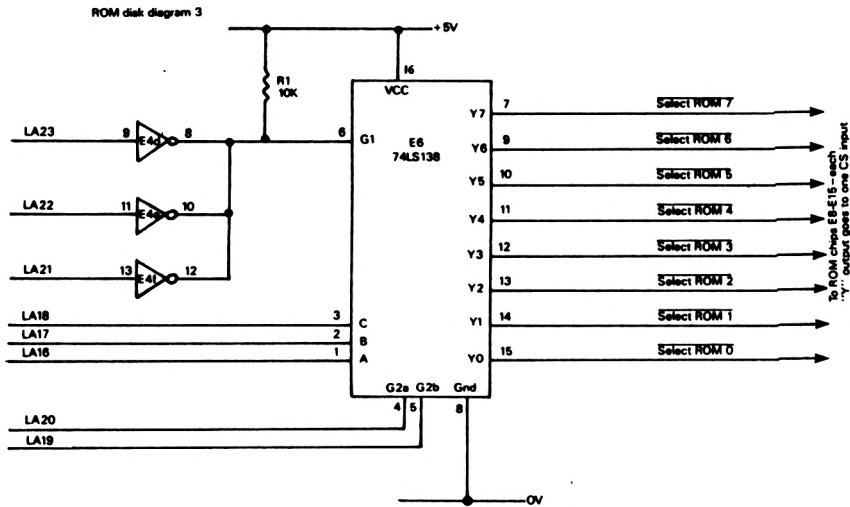 ROM disk diagram 3
+5V
R1
10K
16
VCC
LA23 9 E4d 8
6 G1
E6
74LS138
LA22 11 E4e 10
LA21 13 E4f 12
LA18 3 C
LA17 2 B
LA16 1 A
Y7 7 Select ROM 7
Y6 9 Select ROM 6
Y5 10 Select ROM 5
Y4 11 Select ROM 4
Y3 12 Select ROM 3
Y2 13 Select ROM 2
Y1 14 Select ROM 1
Y0 15 Select ROM 0
To ROM chips E8-E15-each
"Y" output goes to one CS input
G2a G2b Gnd
4 5 8
LA20
LA19
0V